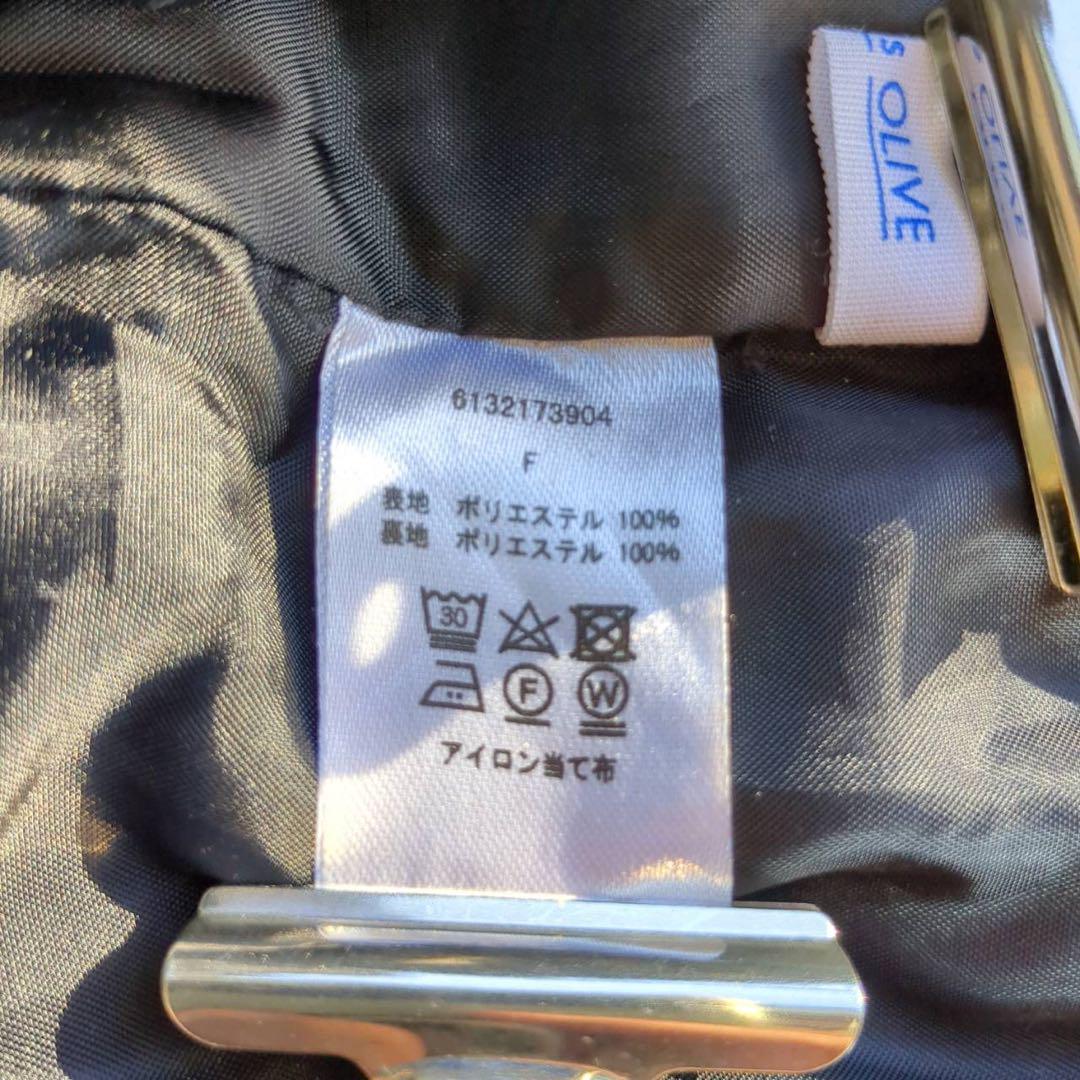 S OLIVE
6132173904
F
表地 ポリエステル 100%
裏地 ポリエステル 100%
30
F W
アイロン当て布